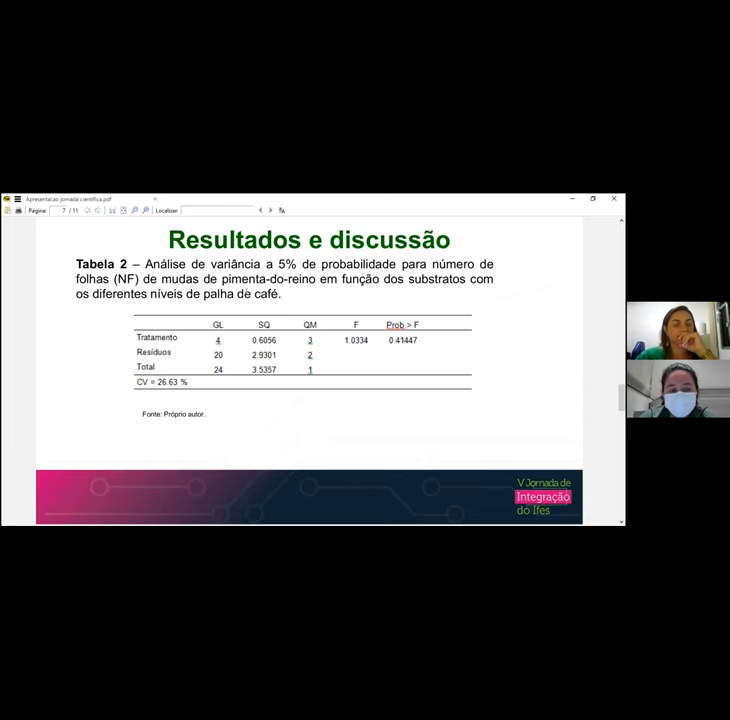 Apresentacao jornada cientifica.pdf
Página: 7 / 11 Localizar:
Resultados e discussão
Tabela 2 – Análise de variância a 5% de probabilidade para número de
folhas (NF) de mudas de pimenta-do-reino em função dos substratos com
os diferentes níveis de palha de café.
GL SQ QM F Prob > F
Tratamento 4 0.6056 3 1.0334 0.41447
Resíduos 20 2.9301 2
Total 24 3.5357 1
CV = 26.63 %
Fonte: Próprio autor.
V Jornada de
Integração
do Ifes